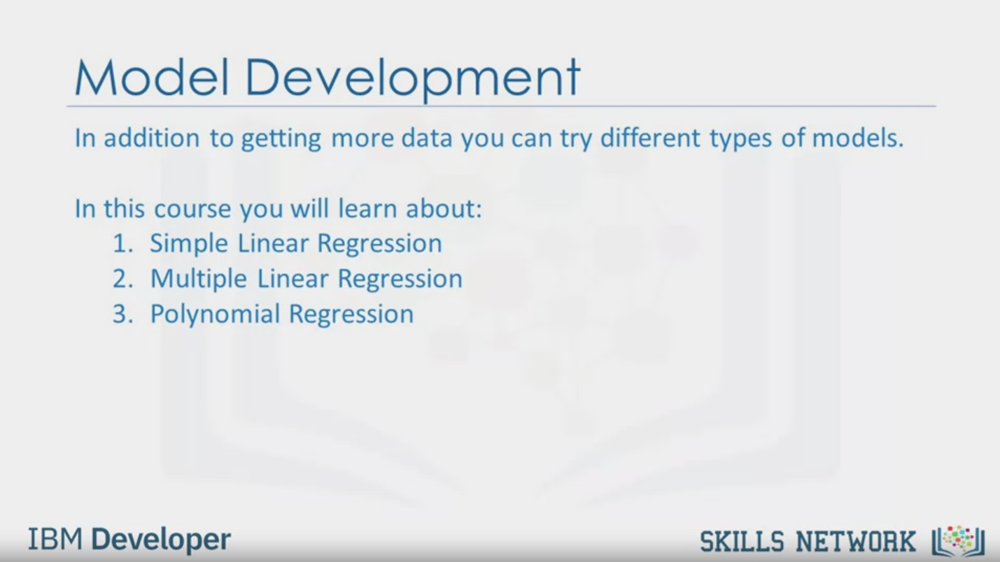 Model Development
In addition to getting more data you can try different types of models.
In this course you will learn about:
1. Simple Linear Regression
2. Multiple Linear Regression
3. Polynomial Regression
IBM Developer
SKILLS NETWORK